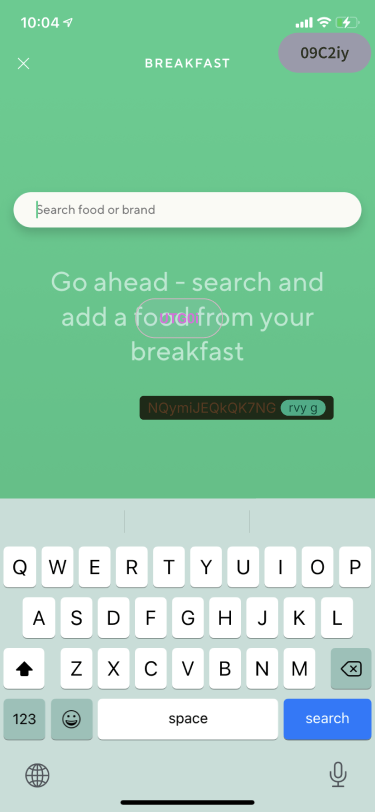 10:04
09C2iy
BREAKFAST
Search food or brand
Go ahead - search and
add a food from your
breakfast
NQymiJEQkQK7NG rvy g
Q W E R T Y U I O P
A S D F G H J K L
Z X C V B N M
123 space search